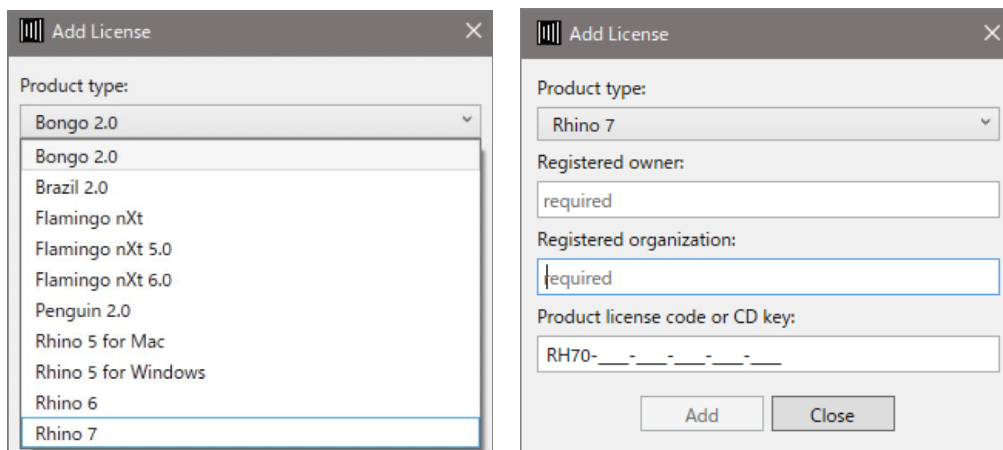 Add License
Product type:
Bongo 2.0
Bongo 2.0
Brazil 2.0
Flamingo nXt
Flamingo nXt 5.0
Flamingo nXt 6.0
Penguin 2.0
Rhino 5 for Mac
Rhino 5 for Windows
Rhino 6
Rhino 7
Add License
Product type:
Rhino 7
Registered owner:
required
Registered organization:
required
Product license code or CD key:
RH70-___-___-___-___-___
Add Close